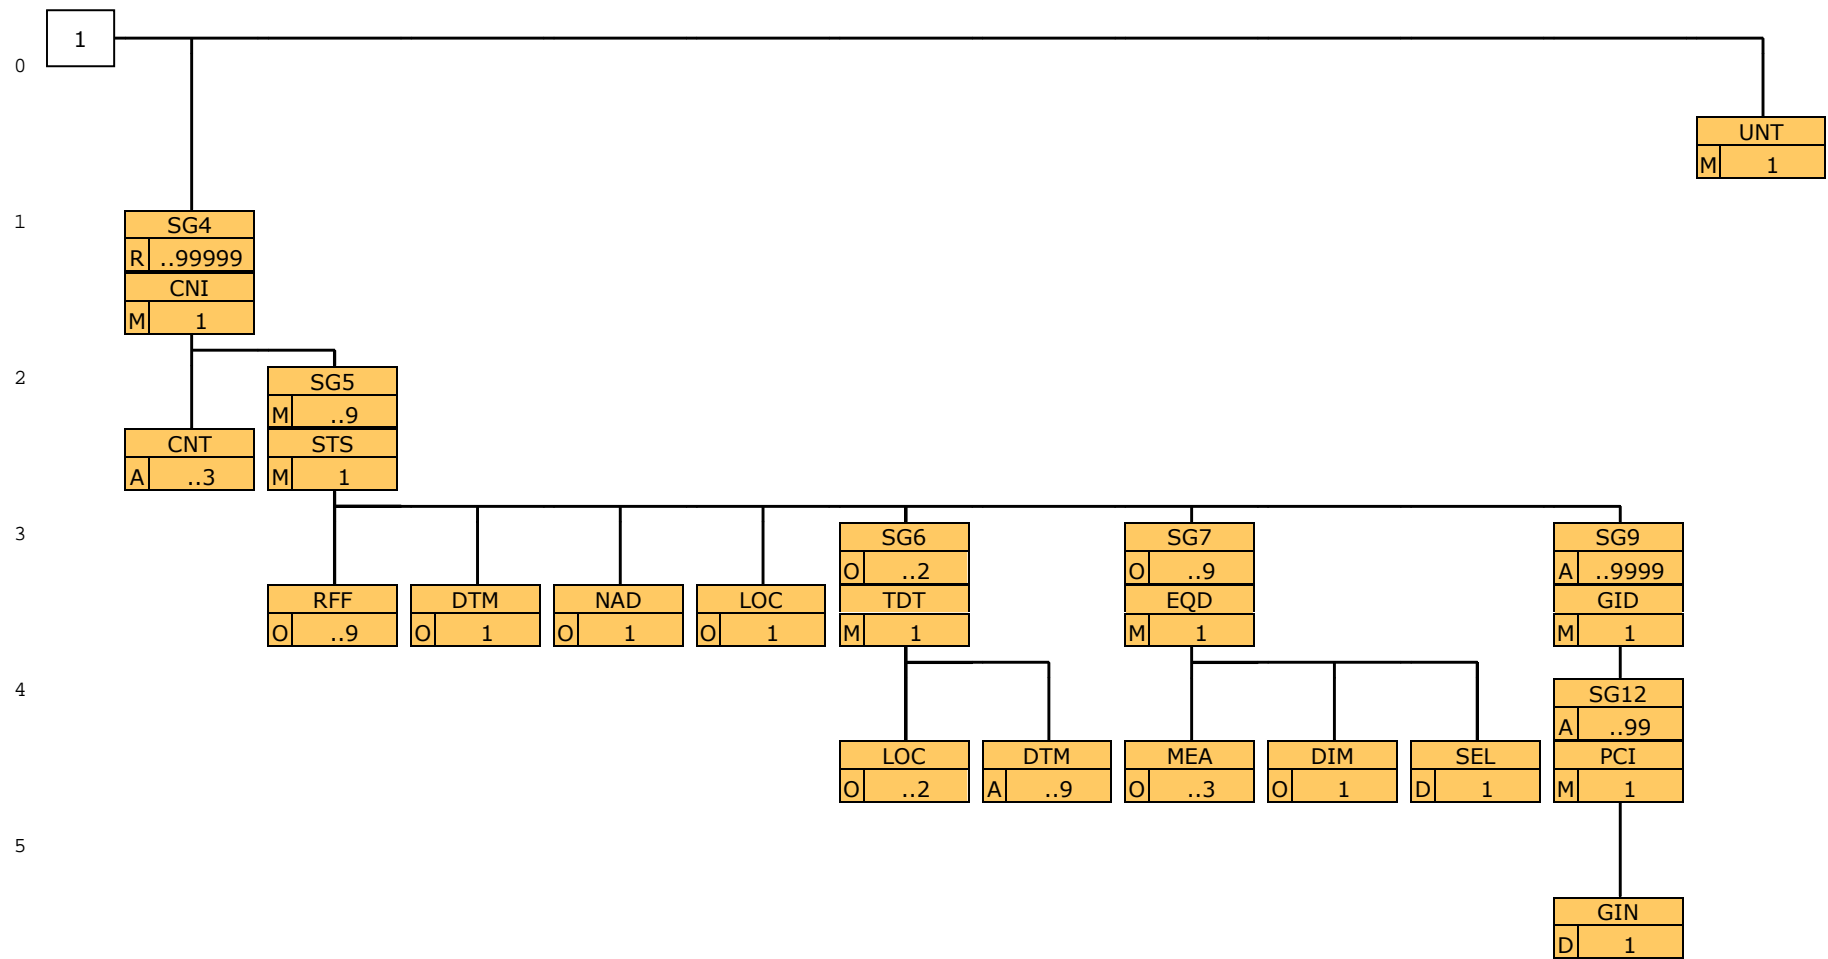 1
0
UNT
M 1
1
SG4
R ..99999
CNI
M 1
2
SG5
M ..9
CNT
STS
A ..3
M 1
3
SG6
SG7
SG9
O ..2
O ..9
A ..9999
RFF
DTM
NAD
LOC
TDT
EQD
GID
O ..9
O 1
O 1
O 1
M 1
M 1
M 1
4
SG12
A ..99
LOC
DTM
MEA
DIM
SEL
PCI
O ..2
A ..9
O ..3
O 1
D 1
M 1
5
GIN
D 1